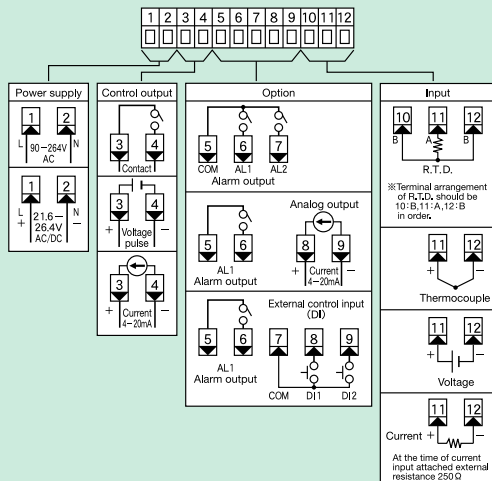 1 2 3 4 5 6 7 8 9 10 11 12
Power supply
1 2
L N
90-264V
AC
1 2
L N
+ -
21.6-
26.4V
AC/DC
Control output
3 4
Contact
3 4
+ -
Voltage
pulse
3 4
+ -
Current
4-20mA
Option
5 6 7
COM AL1 AL2
Alarm output
Analog output
5 6
AL1
Alarm output
8 9
+ -
Current
4-20mA
External control input
(DI)
5 6
AL1
Alarm output
7 8 9
COM DI1 DI2
Input
10 11 12
B A B
R.T.D.
※Terminal arrangement
of R.T.D. should be
10:B,11:A,12:B
in order.
11 12
+ -
Thermocouple
11 12
+ -
Voltage
11 12
Current + -
At the time of current
input attached external
resistance 250Ω